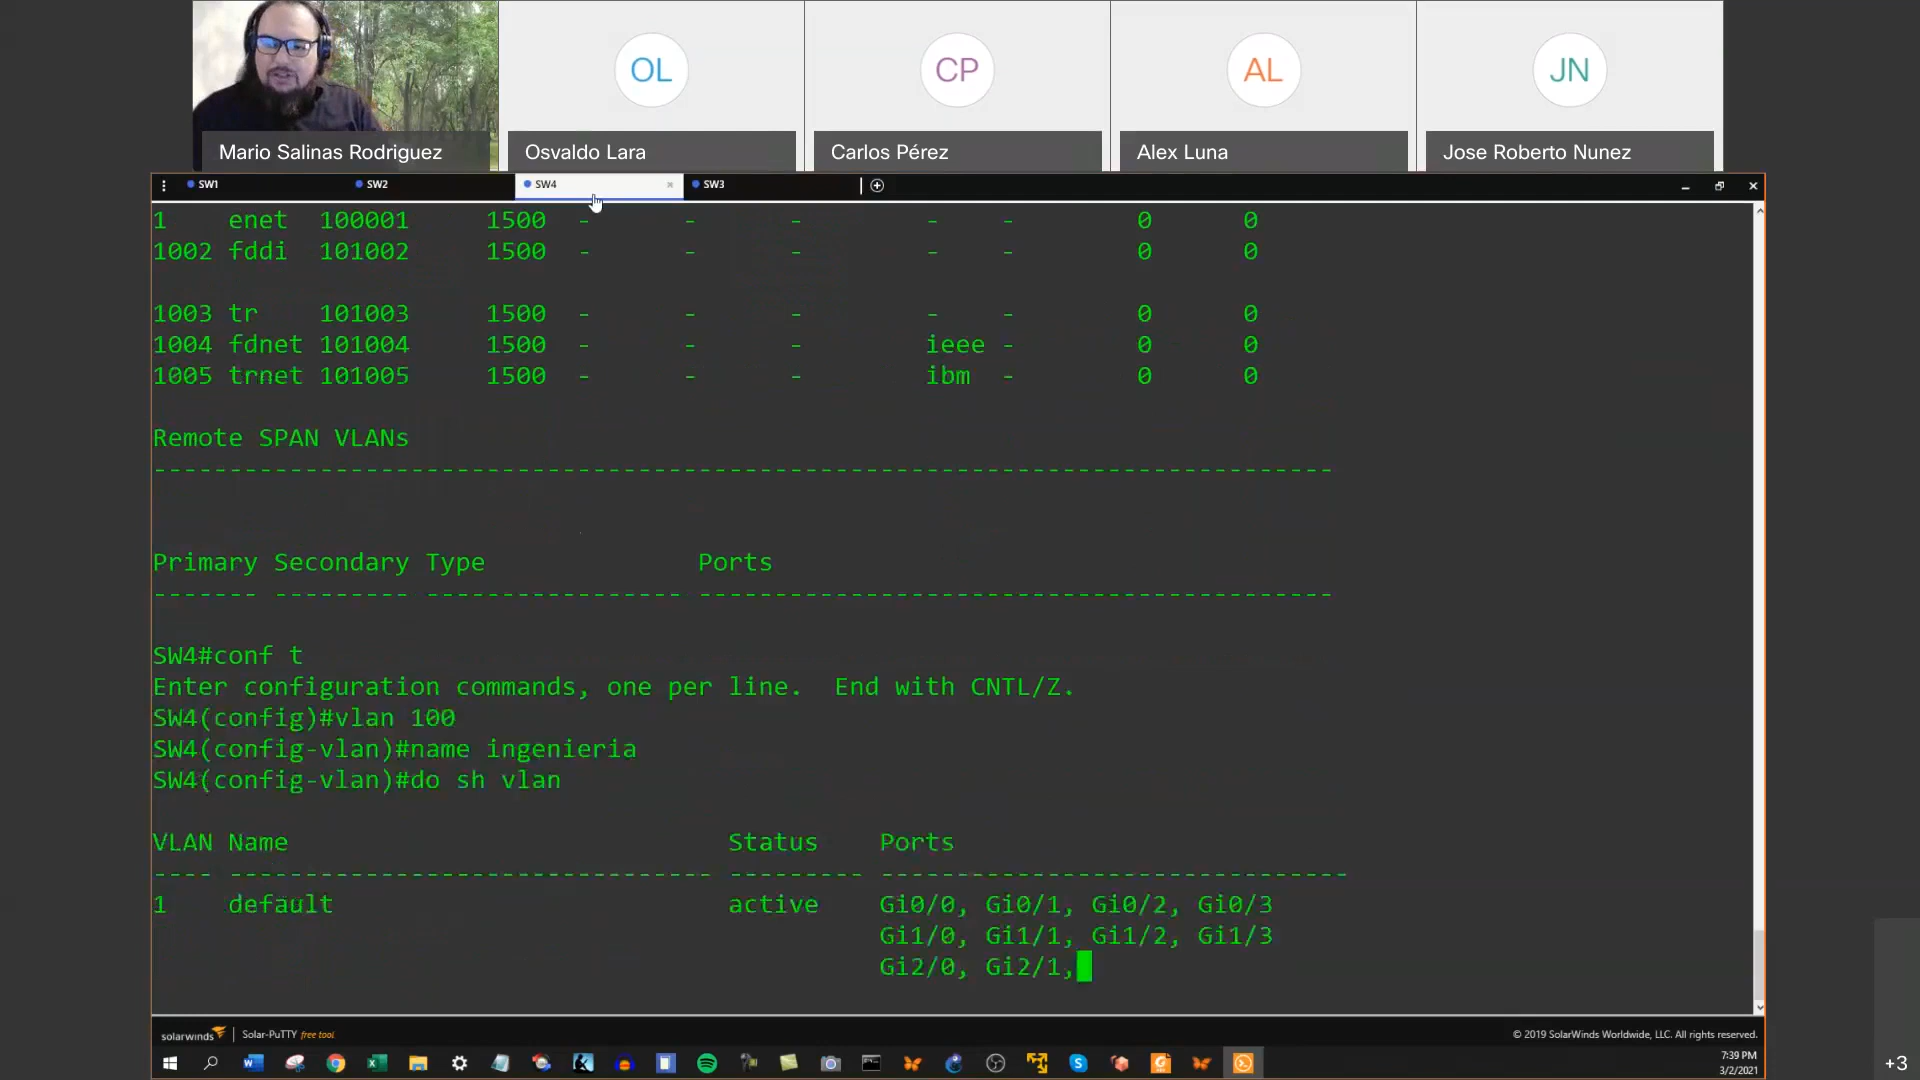 OL CP AL JN
Mario Salinas Rodriguez Osvaldo Lara Carlos Pérez Alex Luna Jose Roberto Nunez
SW1 SW2 SW4 SW3
1 enet 100001 1500 - - - - - 0 0
1002 fddi 101002 1500 - - - - - 0 0
1003 tr 101003 1500 - - - - - 0 0
1004 fdnet 101004 1500 - - - ieee - 0 0
1005 trnet 101005 1500 - - - ibm - 0 0
Remote SPAN VLANs
------------------------------------------------------------------------------
Primary Secondary Type Ports
------- --------- ----------------- ------------------------------------------
SW4#conf t
Enter configuration commands, one per line. End with CNTL/Z.
SW4(config)#vlan 100
SW4(config-vlan)#name ingenieria
SW4(config-vlan)#do sh vlan
VLAN Name Status Ports
---- -------------------------------- --------- -------------------------------
1 default active Gi0/0, Gi0/1, Gi0/2, Gi0/3
Gi1/0, Gi1/1, Gi1/2, Gi1/3
Gi2/0, Gi2/1,
solarwinds | Solar-PuTTY free tool © 2019 SolarWinds Worldwide, LLC. All rights reserved.
7:39 PM
3/2/2021
+3